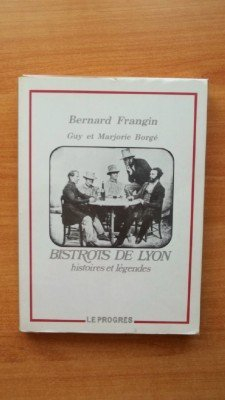 Bernard Frangin
Guy et Marjorie Borgé
BISTROTS DE LYON
histoires et légendes
LE PROGRES